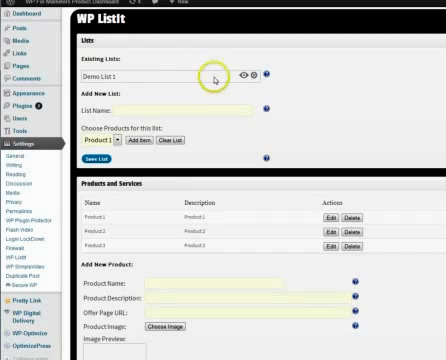 WP For Marketers Product Dashboard 4 + New
Dashboard
Posts
Media
Links
Pages
Comments
Appearance
Plugins 2
Users
Tools
Settings
General
Writing
Reading
Discussion
Media
Privacy
Permalinks
WP Plugin Protector
Flash Video
Login LockDown
Firewall
WP ListIt
WP SimpleVideo
Duplicate Post
Secure WP
Pretty Link
WP Digital
Delivery
WP-Optimize
OptimizePress
WP ListIt
Lists
Existing Lists:
Demo List 1
Add New List:
List Name:
Choose Products for this list:
Product 1 Add Item Clear List
Save List
Products and Services
Name Description Actions
Product 1 Product 1 Edit Delete
Product 2 Product 2 Edit Delete
Product 3 Product 3 Edit Delete
Add New Product:
Product Name:
Product Description:
Offer Page URL:
Product Image: Choose Image
Image Preview: